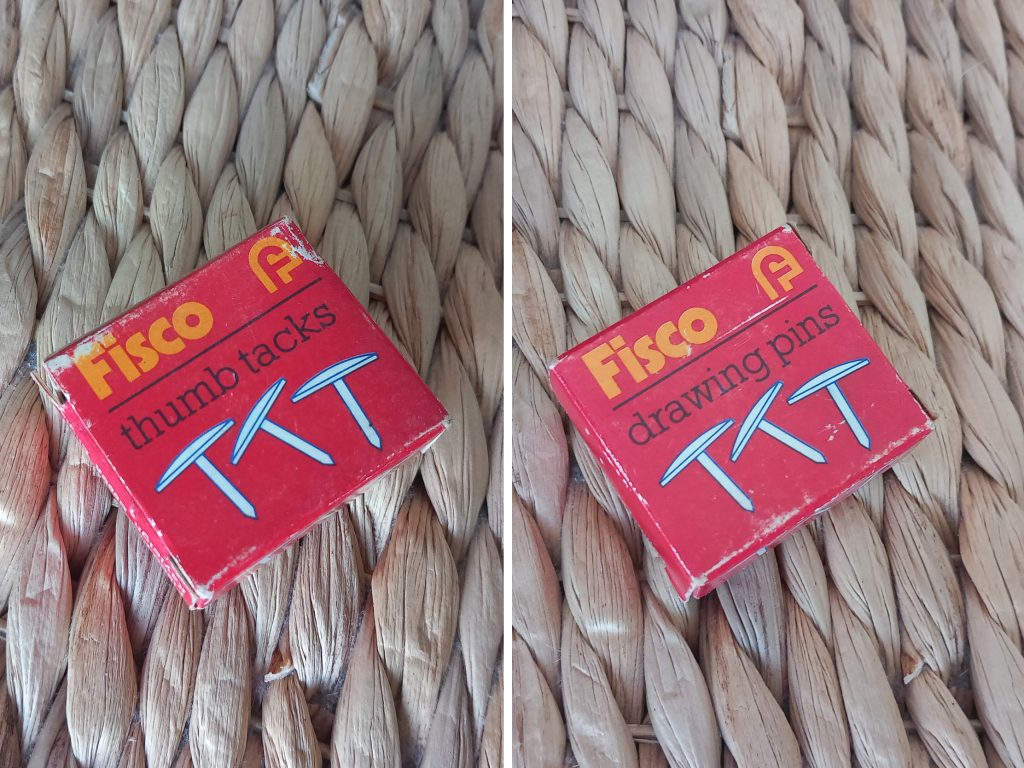 Fisco
thumb tacks
Fisco
drawing pins